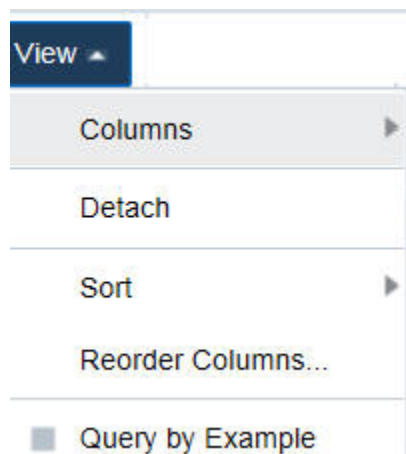 View
Columns
Detach
Sort
Reorder Columns...
Query by Example